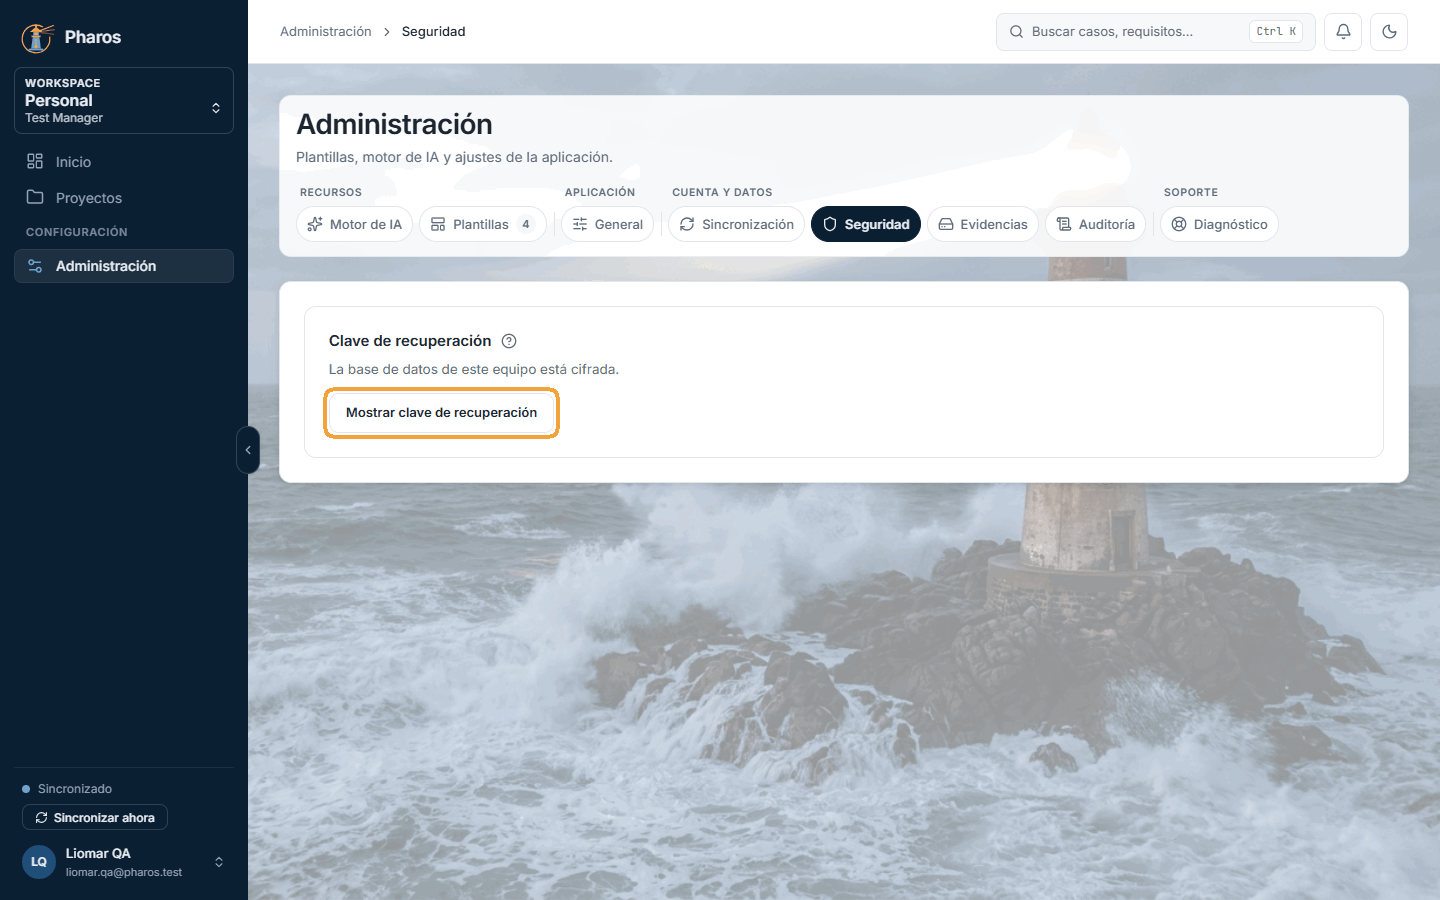 Pharos
WORKSPACE
Personal
Test Manager
Inicio
Proyectos
CONFIGURACIÓN
Administración
Sincronizado
Sincronizar ahora
LQ
Liomar QA
liomar.qa@pharos.test
Administración > Seguridad
Buscar casos, requisitos...
Ctrl K
Administración
Plantillas, motor de IA y ajustes de la aplicación.
RECURSOS
Motor de IA
Plantillas 4
APLICACIÓN
General
CUENTA Y DATOS
Sincronización
Seguridad
Evidencias
Auditoría
SOPORTE
Diagnóstico
Clave de recuperación
La base de datos de este equipo está cifrada.
Mostrar clave de recuperación